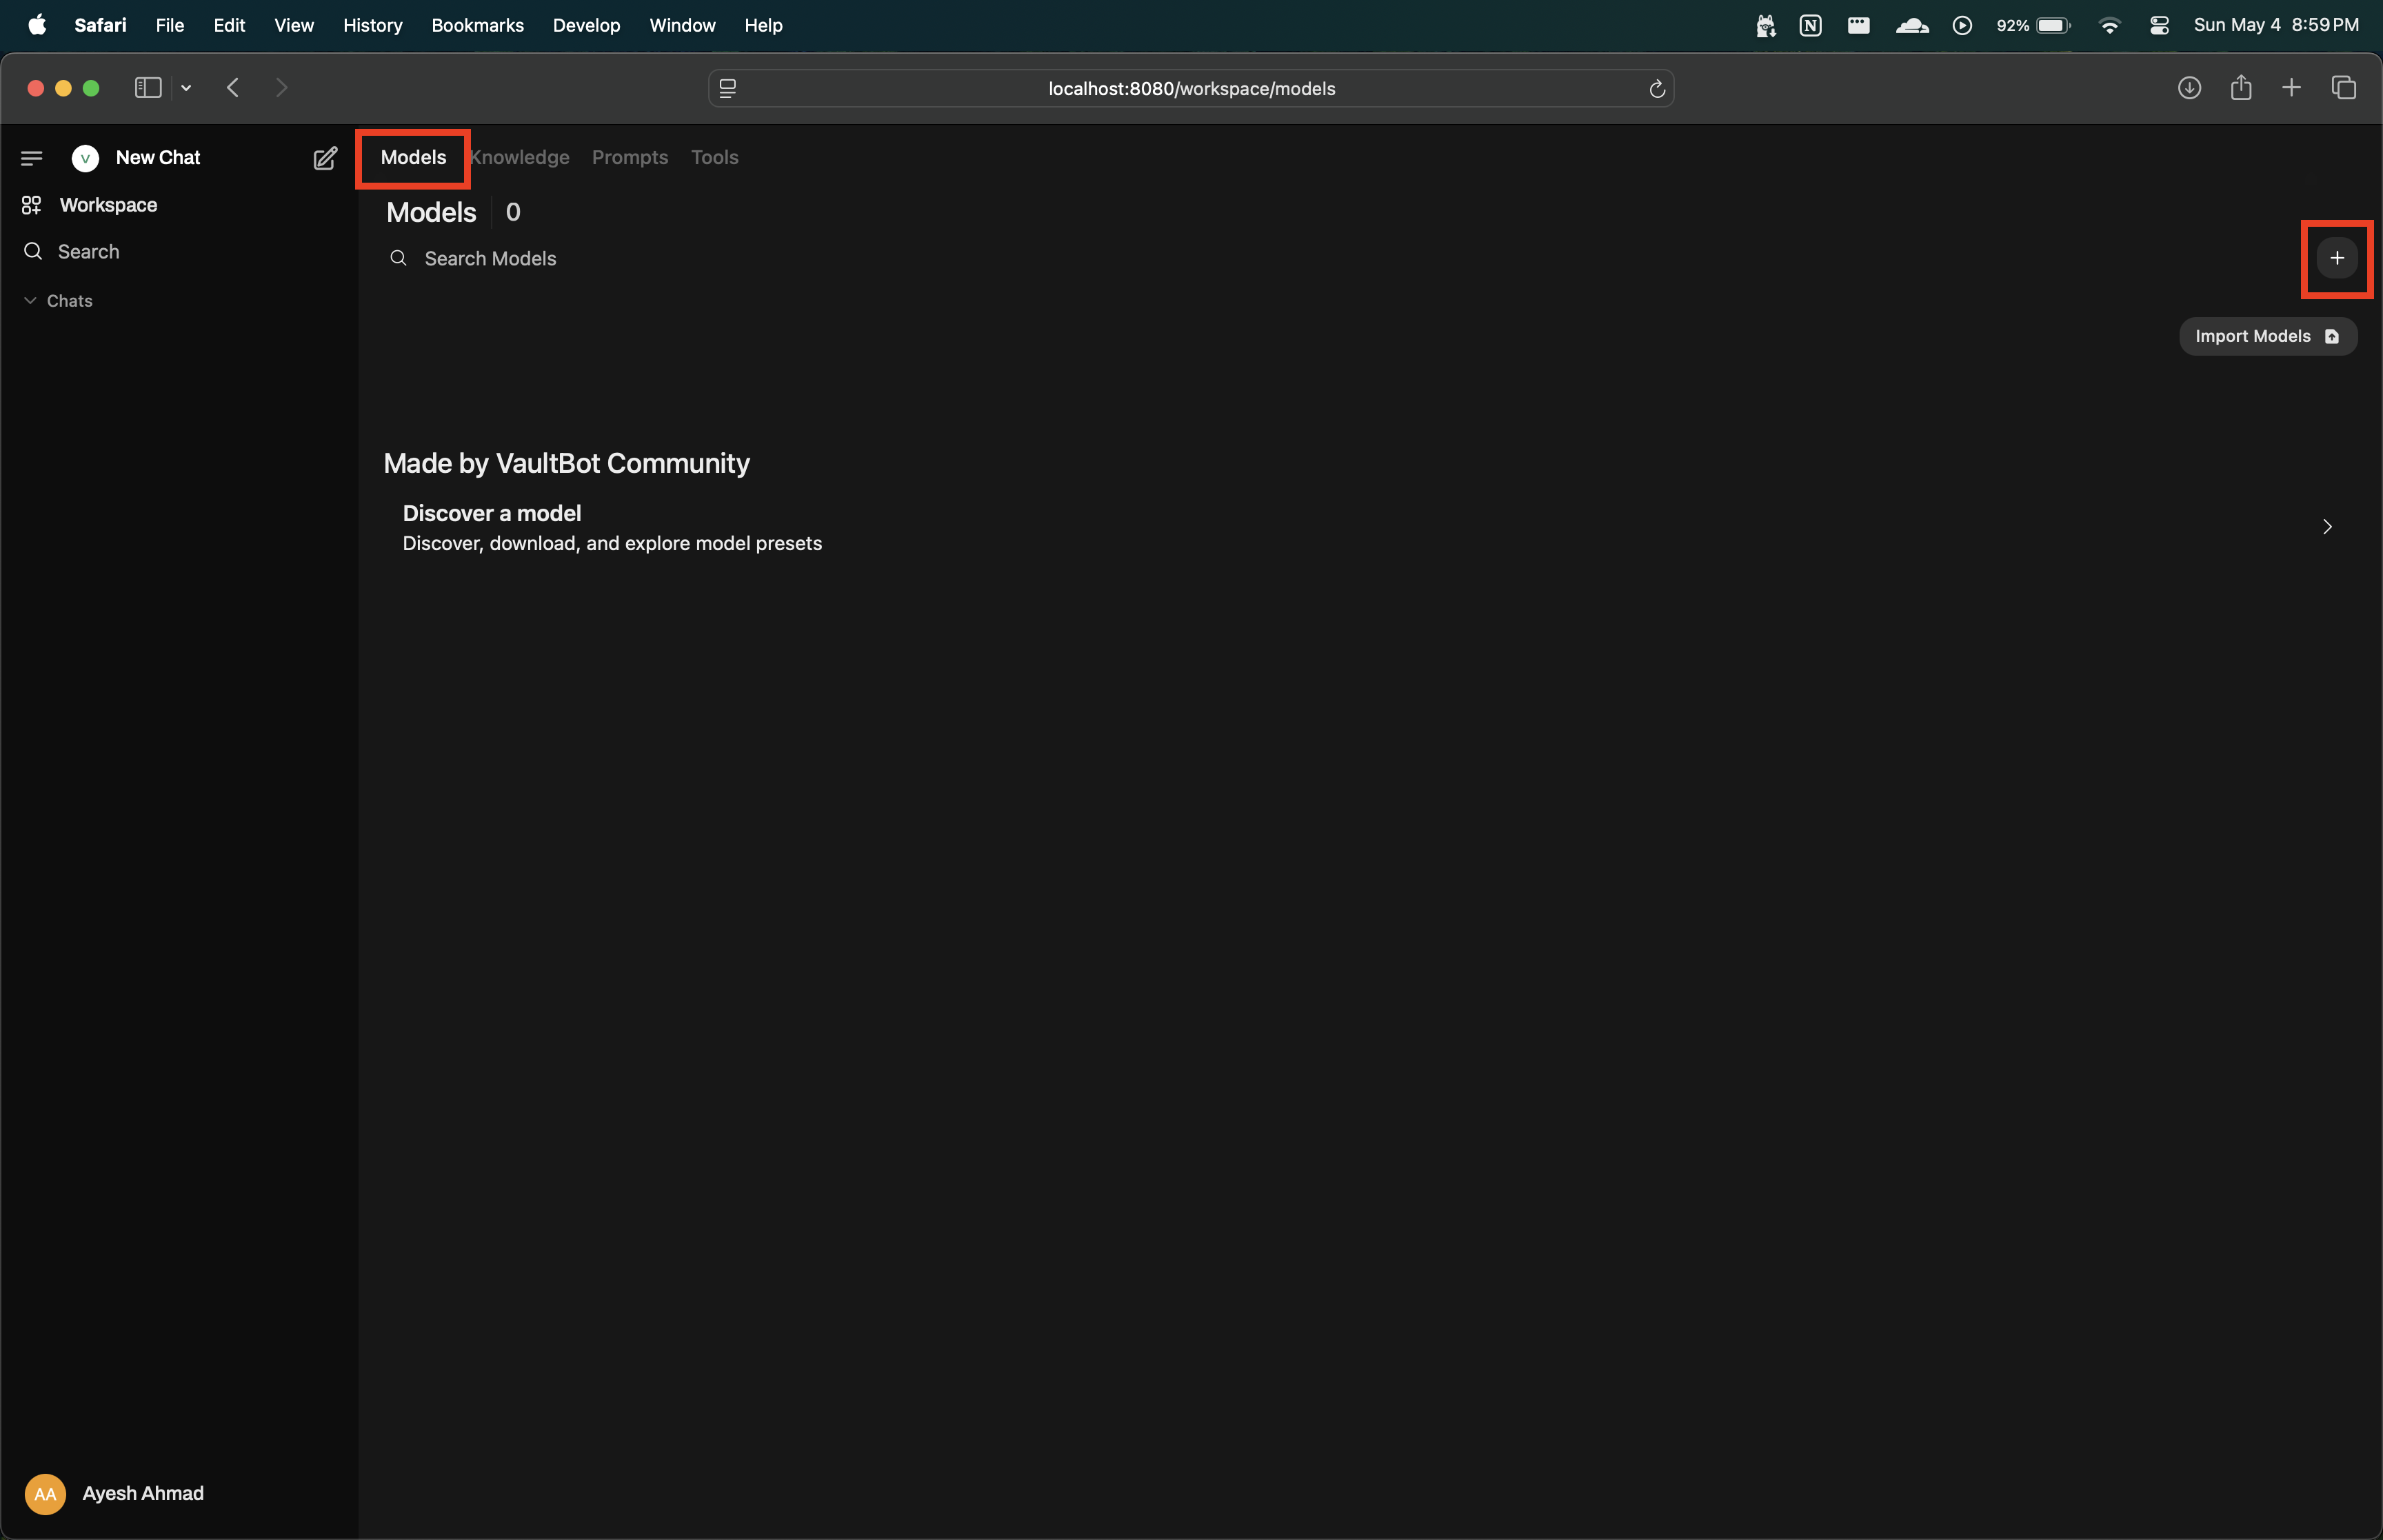 Safari File Edit View History Bookmarks Develop Window Help
N 92% Sun May 4 8:59 PM
localhost:8080/workspace/models
V New Chat
Workspace
Search
Chats
Models Knowledge Prompts Tools
Models 0
Search Models
+
Import Models
Made by VaultBot Community
Discover a model
Discover, download, and explore model presets
AA Ayesh Ahmad